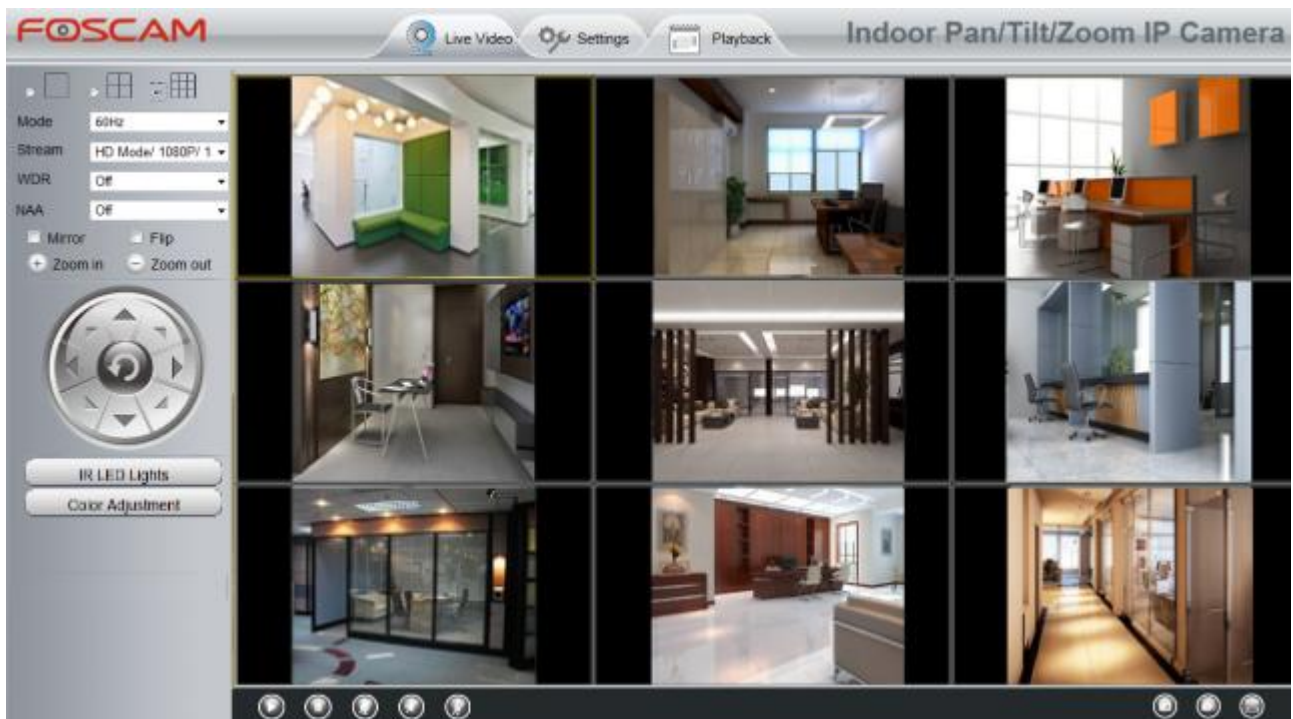 FOSCAM
Live Video
Settings
Playback
Indoor Pan/Tilt/Zoom IP Camera
Mode 60Hz
Stream HD Mode/ 1080P/ 1
WDR Off
NAA Off
Mirror Flip
Zoom in Zoom out
IR LED Lights
Color Adjustment